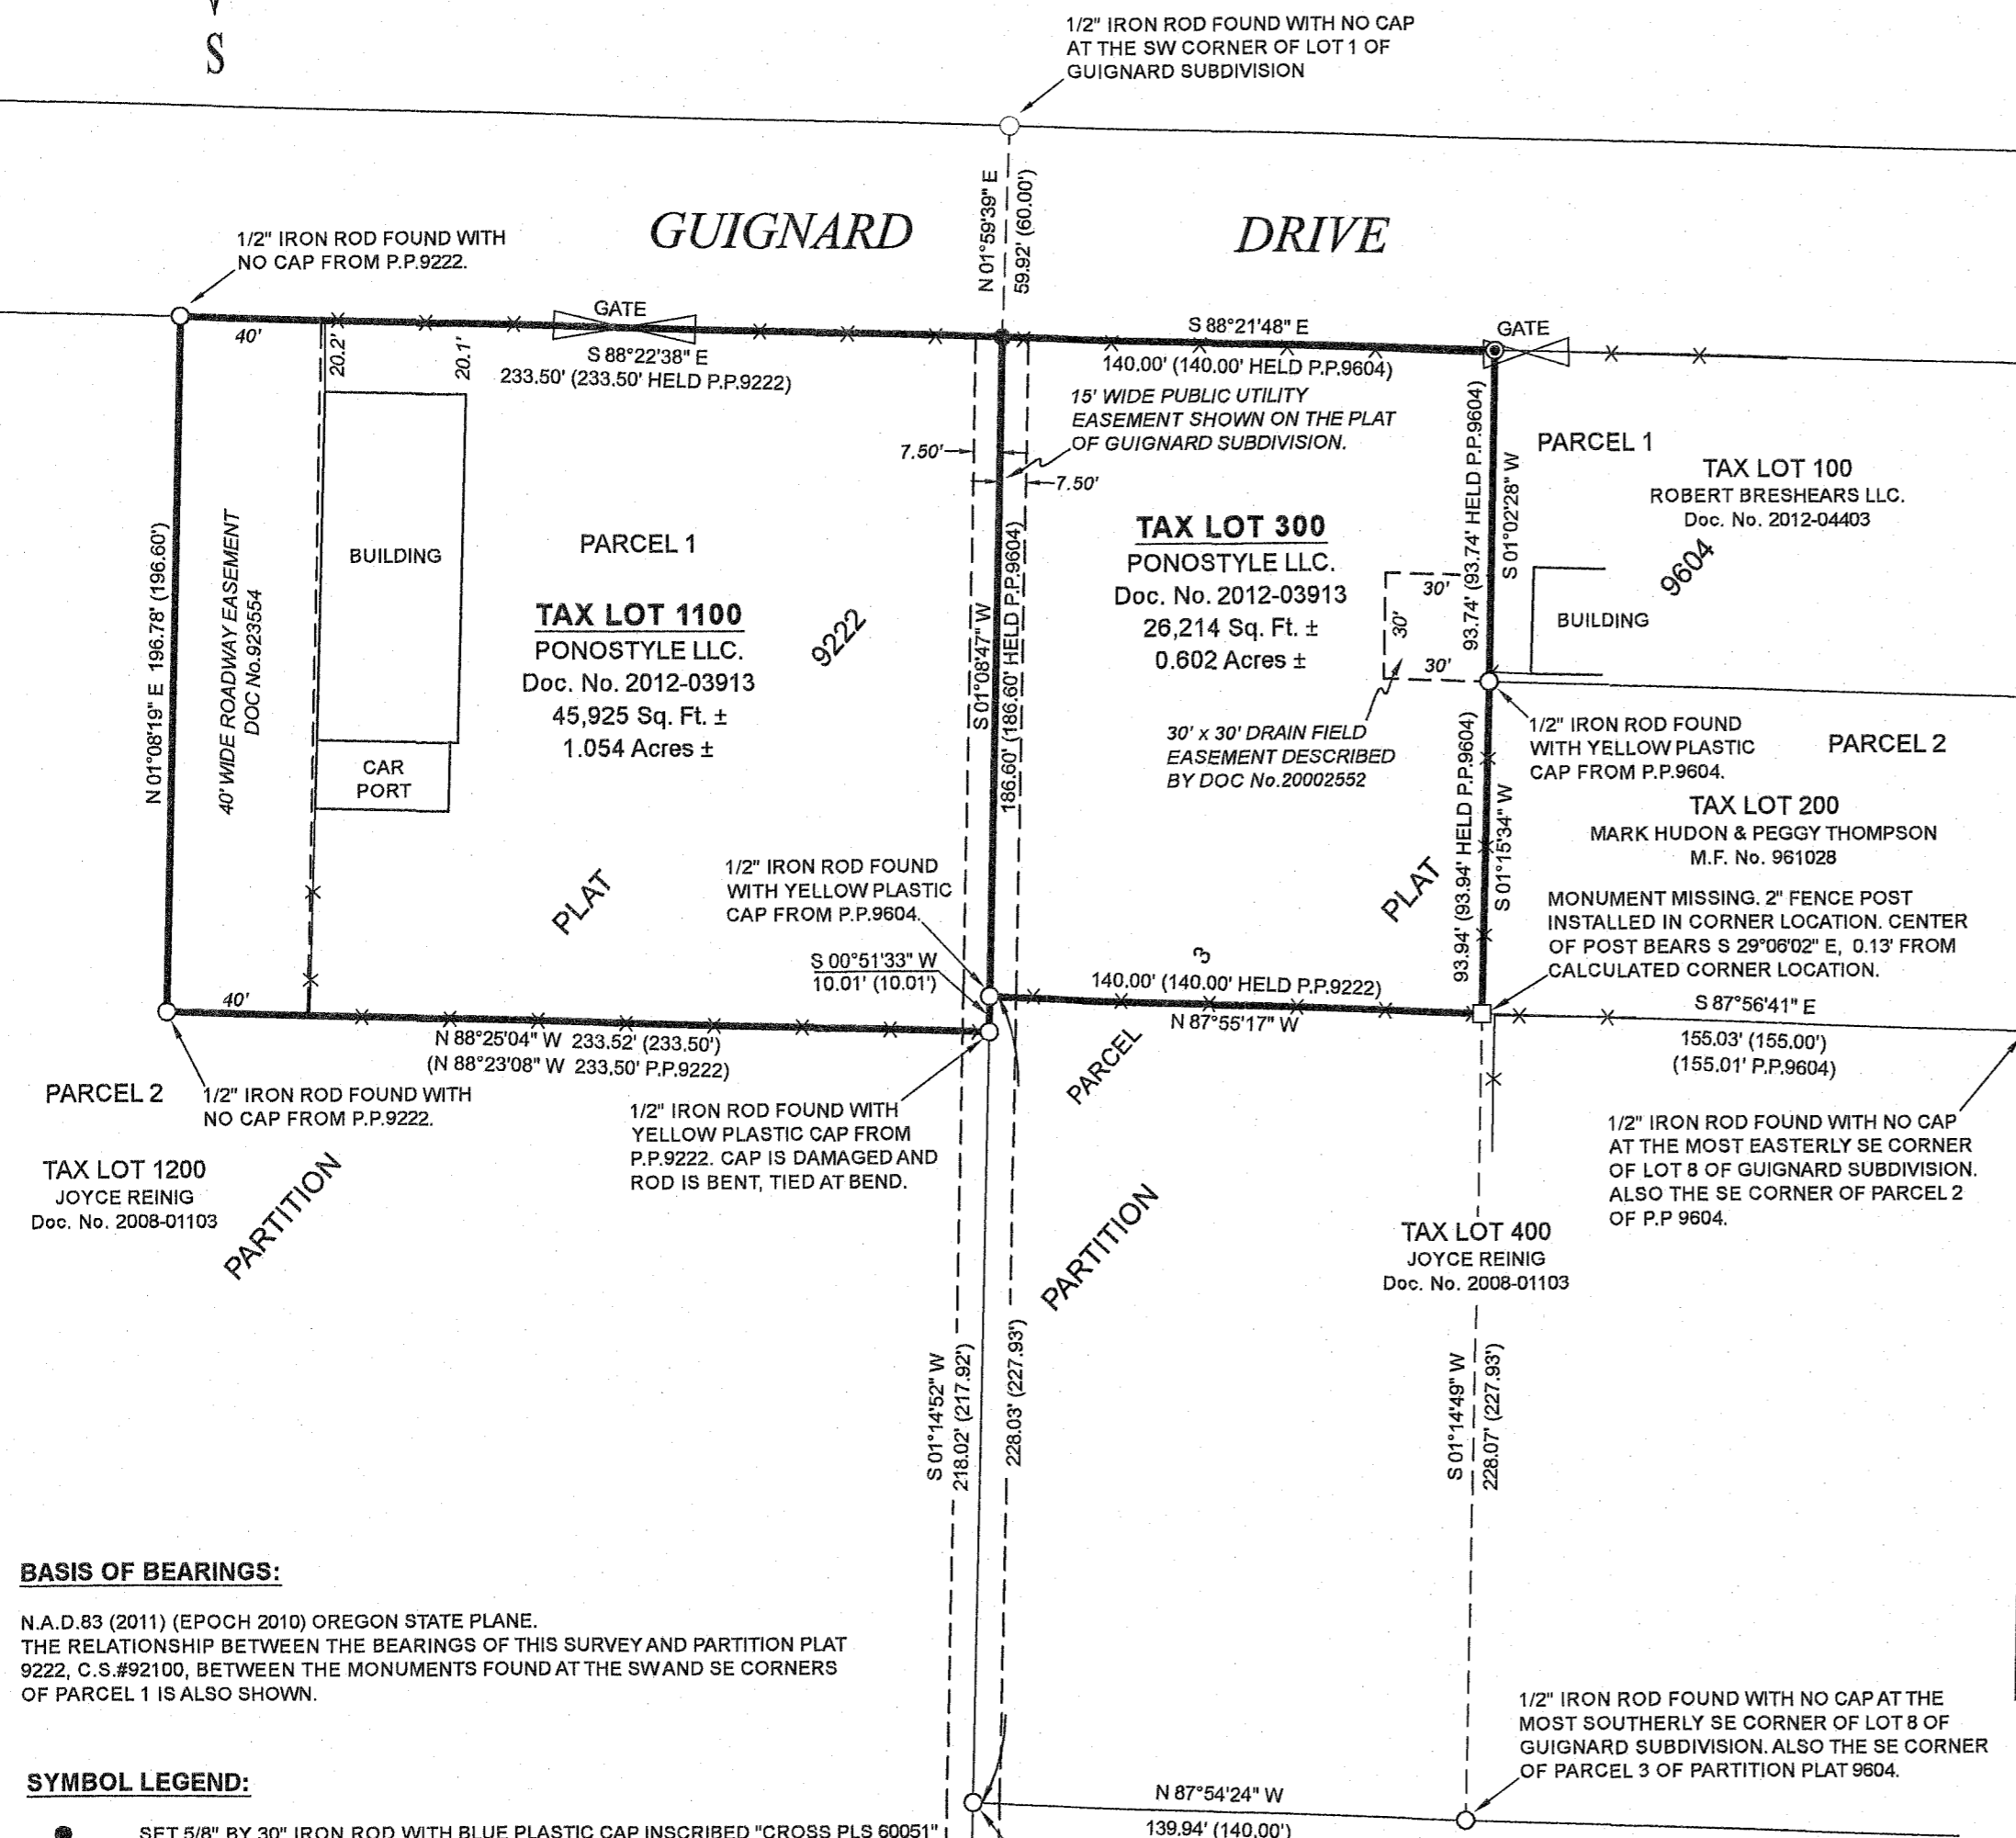 S
1/2" IRON ROD FOUND WITH NO CAP
AT THE SW CORNER OF LOT 1 OF
GUIGNARD SUBDIVISION
N 01°59'39" E
59.92' (60.00')
GUIGNARD DRIVE
1/2" IRON ROD FOUND WITH
NO CAP FROM P.P.9222.
40'
20.2'
20.1'
GATE
S 88°22'38" E
233.50' (233.50' HELD P.P.9222)
S 88°21'48" E
140.00' (140.00' HELD P.P.9604)
GATE
15' WIDE PUBLIC UTILITY
EASEMENT SHOWN ON THE PLAT
OF GUIGNARD SUBDIVISION.
7.50'
7.50'
N 01°08'19" E 196.78' (196.60')
40' WIDE ROADWAY EASEMENT
DOC No.923554
BUILDING
CAR
PORT
PARCEL 1
TAX LOT 1100
PONOSTYLE LLC.
Doc. No. 2012-03913
45,925 Sq. Ft. ±
1.054 Acres ±
9222
PLAT
S 01°08'47" W
186.60' (186.60' HELD P.P.9604)
TAX LOT 300
PONOSTYLE LLC.
Doc. No. 2012-03913
26,214 Sq. Ft. ±
0.602 Acres ±
30'
30'
30'
30' x 30' DRAIN FIELD
EASEMENT DESCRIBED
BY DOC No.20002552
93.74' (93.74' HELD P.P.9604)
S 01°02'28" W
PARCEL 1
TAX LOT 100
ROBERT BRESHEARS LLC.
Doc. No. 2012-04403
9604
BUILDING
1/2" IRON ROD FOUND
WITH YELLOW PLASTIC
CAP FROM P.P.9604.
PARCEL 2
TAX LOT 200
MARK HUDON & PEGGY THOMPSON
M.F. No. 961028
93.94' (93.94' HELD P.P.9604)
S 01°15'34" W
PLAT
MONUMENT MISSING. 2" FENCE POST
INSTALLED IN CORNER LOCATION. CENTER
OF POST BEARS S 29°06'02" E, 0.13' FROM
CALCULATED CORNER LOCATION.
1/2" IRON ROD FOUND
WITH YELLOW PLASTIC
CAP FROM P.P.9604.
S 00°51'33" W
10.01' (10.01')
3
140.00' (140.00' HELD P.P.9222)
N 87°55'17" W
S 87°56'41" E
155.03' (155.00')
(155.01' P.P.9604)
40'
N 88°25'04" W 233.52' (233.50')
(N 88°23'08" W 233.50' P.P.9222)
PARCEL
PARCEL 2
1/2" IRON ROD FOUND WITH
NO CAP FROM P.P.9222.
1/2" IRON ROD FOUND WITH
YELLOW PLASTIC CAP FROM
P.P.9222. CAP IS DAMAGED AND
ROD IS BENT, TIED AT BEND.
1/2" IRON ROD FOUND WITH NO CAP
AT THE MOST EASTERLY SE CORNER
OF LOT 8 OF GUIGNARD SUBDIVISION.
ALSO THE SE CORNER OF PARCEL 2
OF P.P 9604.
TAX LOT 1200
JOYCE REINIG
Doc. No. 2008-01103
PARTITION
PARTITION
TAX LOT 400
JOYCE REINIG
Doc. No. 2008-01103
S 01°14'52" W
218.02' (217.92')
228.03' (227.93')
S 01°14'49" W
228.07' (227.93')
BASIS OF BEARINGS:
N.A.D.83 (2011) (EPOCH 2010) OREGON STATE PLANE.
THE RELATIONSHIP BETWEEN THE BEARINGS OF THIS SURVEY AND PARTITION PLAT
9222, C.S.#92100, BETWEEN THE MONUMENTS FOUND AT THE SW AND SE CORNERS
OF PARCEL 1 IS ALSO SHOWN.
1/2" IRON ROD FOUND WITH NO CAP AT THE
MOST SOUTHERLY SE CORNER OF LOT 8 OF
GUIGNARD SUBDIVISION. ALSO THE SE CORNER
OF PARCEL 3 OF PARTITION PLAT 9604.
SYMBOL LEGEND:
N 87°54'24" W
139.94' (140.00')
SET 5/8" BY 30" IRON ROD WITH BLUE PLASTIC CAP INSCRIBED "CROSS PLS 60051"